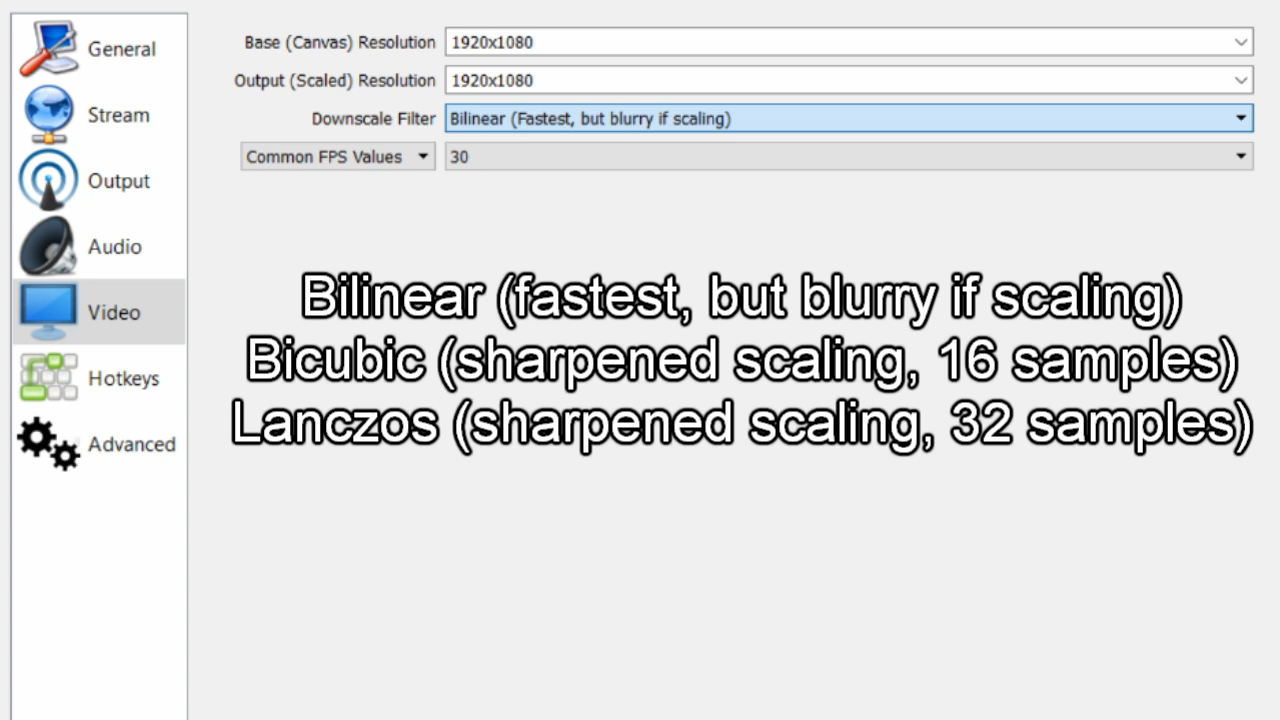 General
Stream
Output
Audio
Video
Hotkeys
Advanced
Base (Canvas) Resolution 1920x1080
Output (Scaled) Resolution 1920x1080
Downscale Filter Bilinear (Fastest, but blurry if scaling)
Common FPS Values 30
Bilinear (fastest, but blurry if scaling)
Bicubic (sharpened scaling, 16 samples)
Lanczos (sharpened scaling, 32 samples)